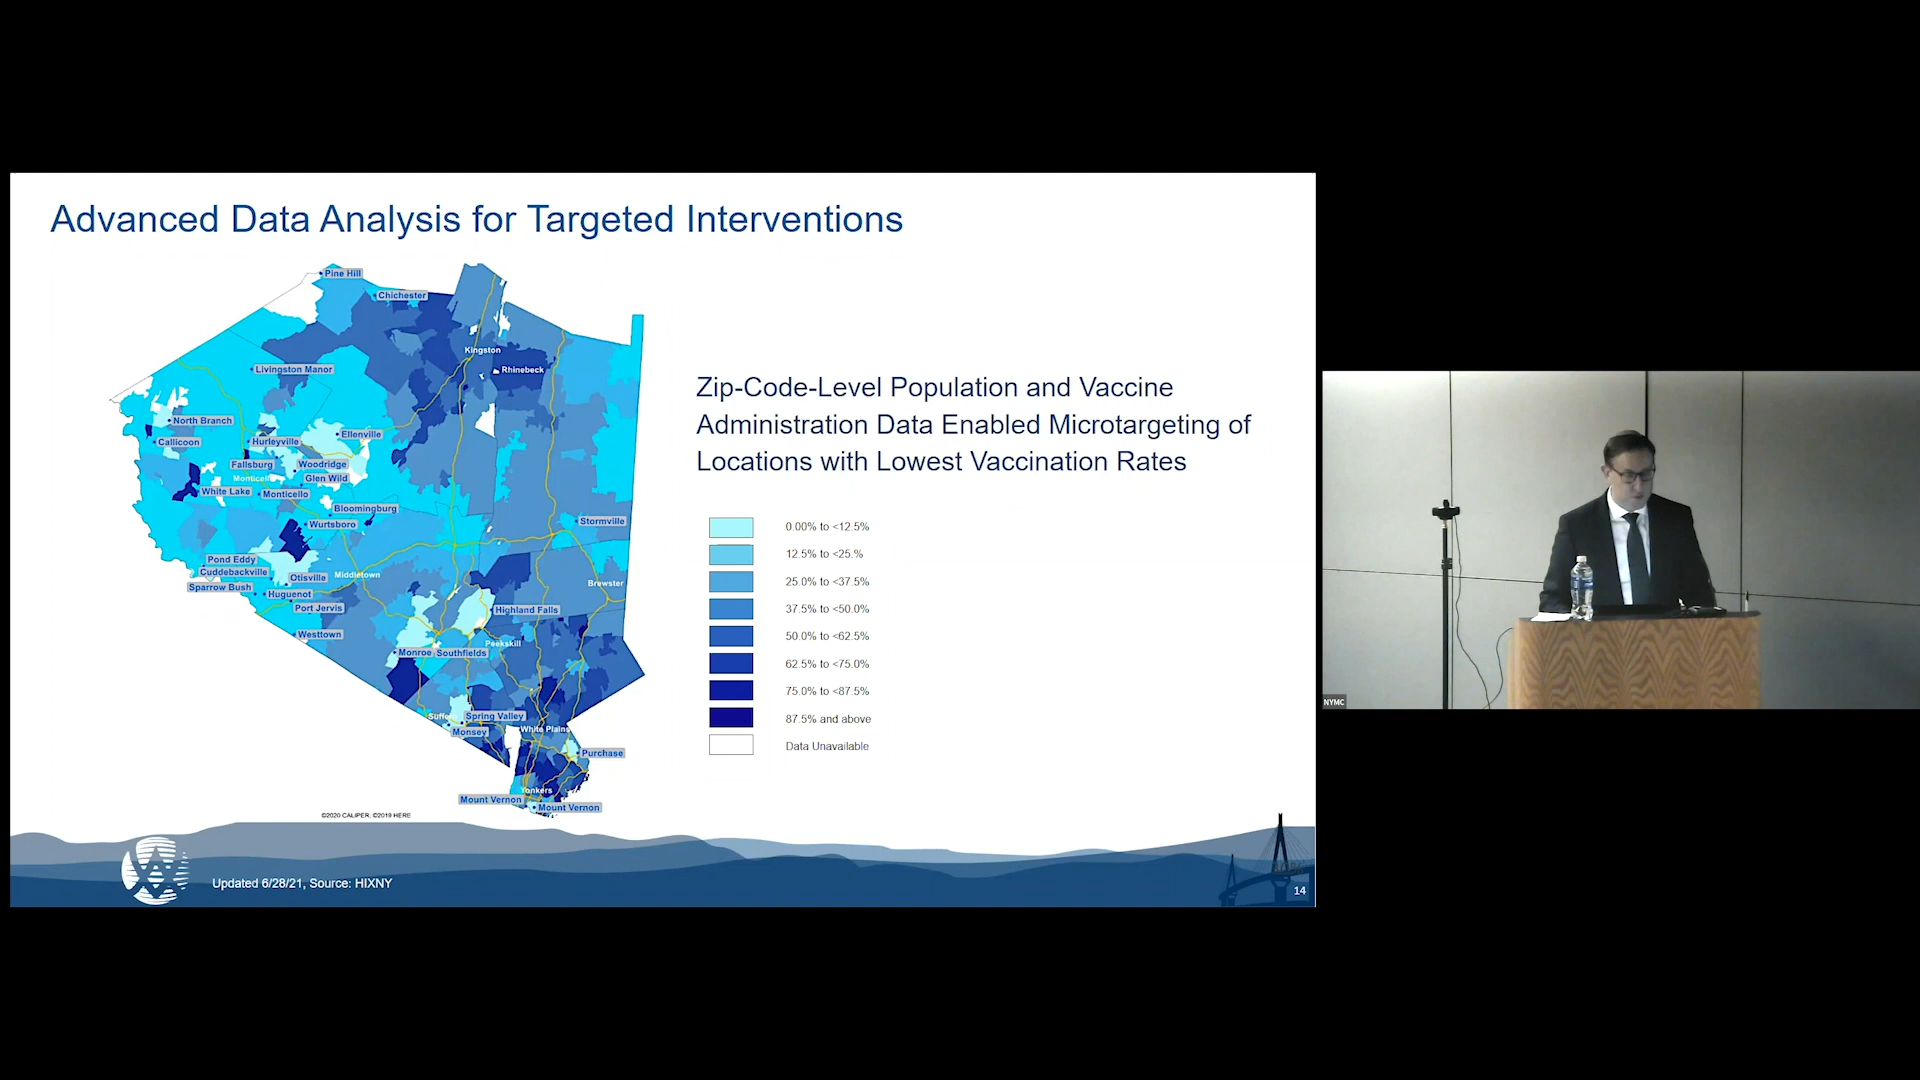 Advanced Data Analysis for Targeted Interventions
Pine Hill
Chichester
Kingston
Rhinebeck
Livingston Manor
North Branch
Callicoon
Hurleyville
Ellenville
Fallsburg
Woodridge
Glen Wild
White Lake
Monticello
Bloomingburg
Wurtsboro
Stormville
Pond Eddy
Cuddebackville
Otisville
Middletown
Sparrow Bush
Huguenot
Brewster
Port Jervis
Highland Falls
Westtown
Peekskill
Monroe
Southfields
Spring Valley
Monsey
White Plains
Purchase
Yonkers
Mount Vernon
Mount Vernon
©2020 CALIPER; ©2019 HERE
Zip-Code-Level Population and Vaccine
Administration Data Enabled Microtargeting of
Locations with Lowest Vaccination Rates
0.00% to <12.5%
12.5% to <25.%
25.0% to <37.5%
37.5% to <50.0%
50.0% to <62.5%
62.5% to <75.0%
75.0% to <87.5%
87.5% and above
Data Unavailable
Updated 6/28/21, Source: HIXNY
14
NYMC